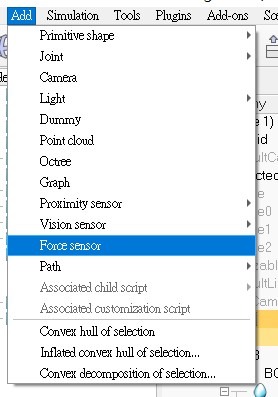 Add Simulation Tools Plugins Add-ons
Primitive shape
Joint
Camera
Light
Dummy
Point cloud
Octree
Graph
Proximity sensor
Vision sensor
Force sensor
Path
Associated child script
Associated customization script
Convex hull of selection
Inflated convex hull of selection...
Convex decomposition of selection...